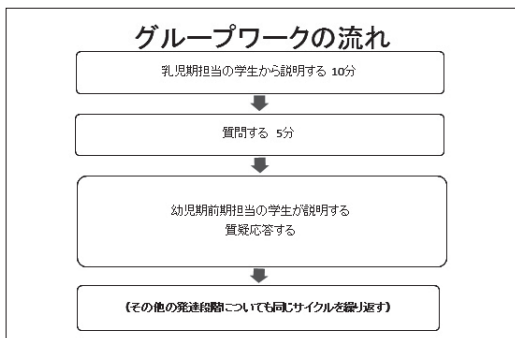 グループワークの流れ
乳児期担当の学生から説明する 10分
質問する 5分
幼児期前期担当の学生が説明する
質疑応答する
(その他の発達段階についても同じサイクルを繰り返す)